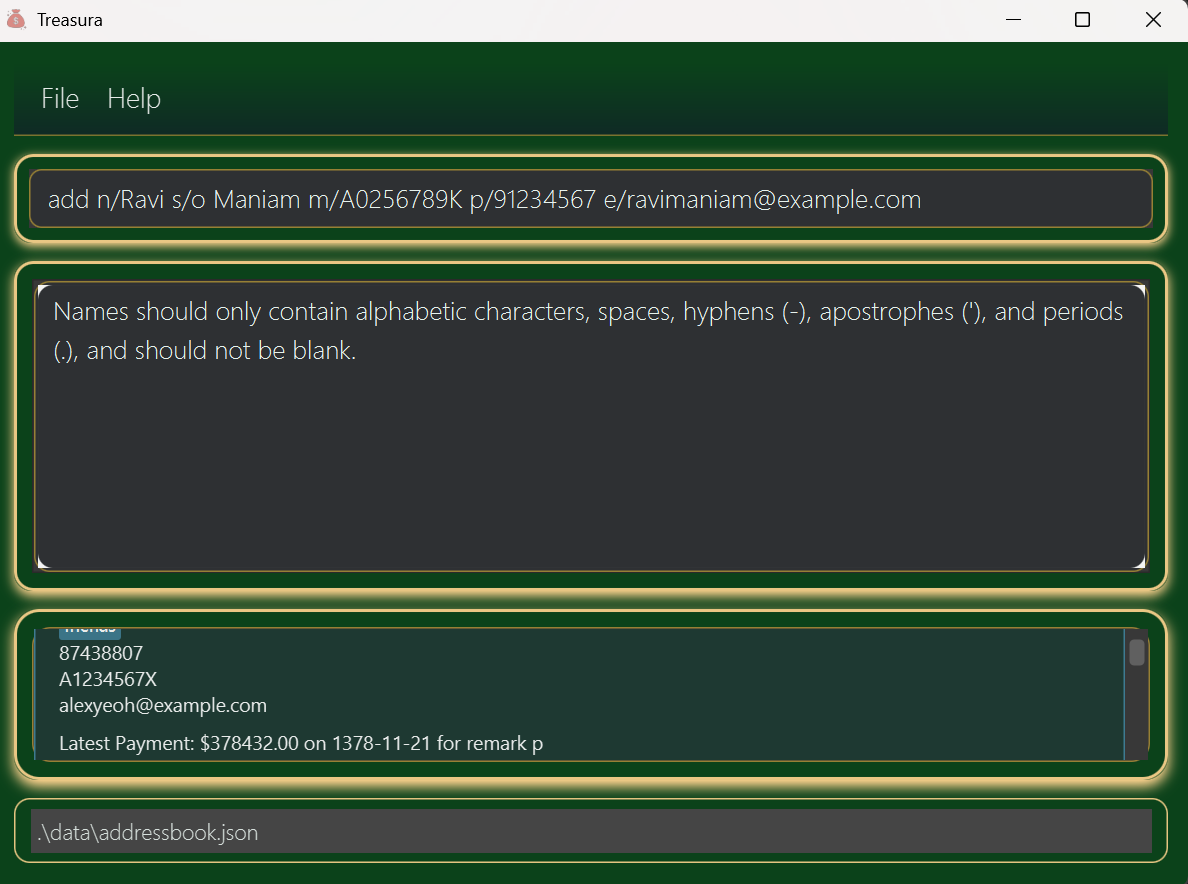 Treasura
File Help
add n/Ravi s/o Maniam m/A0256789K p/91234567 e/ravimaniam@example.com
Names should only contain alphabetic characters, spaces, hyphens (-), apostrophes ('), and periods
(.), and should not be blank.
87438807
A1234567X
alexyeoh@example.com
Latest Payment: $378432.00 on 1378-11-21 for remark p
.\data\addressbook.json